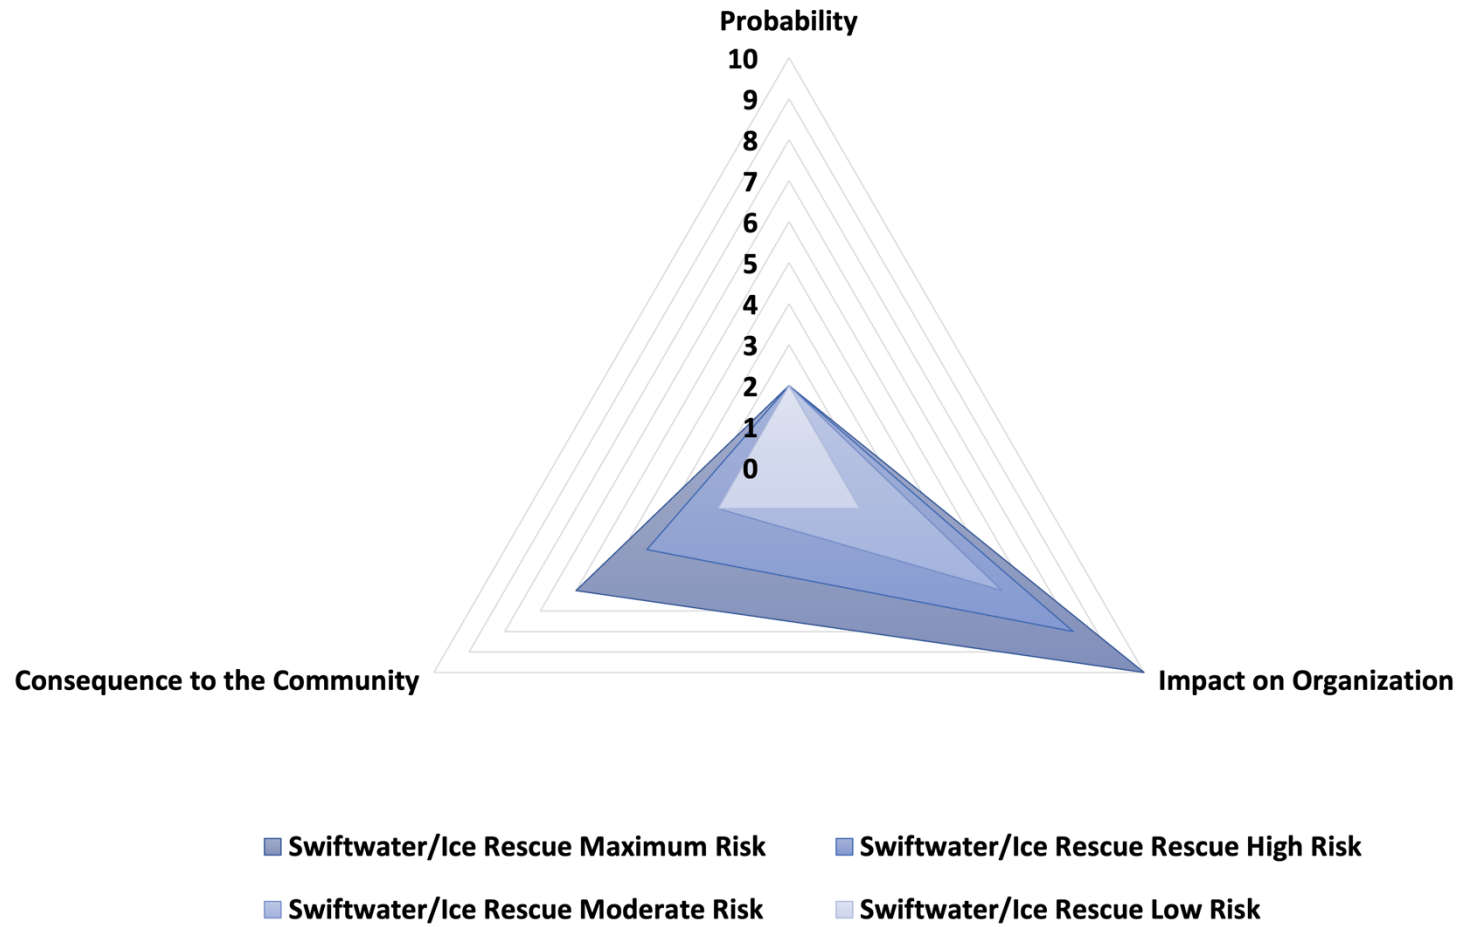 Probability
10
9
8
7
6
5
4
3
2
1
0
Consequence to the Community
Impact on Organization
Swiftwater/Ice Rescue Maximum Risk
Swiftwater/Ice Rescue Rescue High Risk
Swiftwater/Ice Rescue Moderate Risk
Swiftwater/Ice Rescue Low Risk